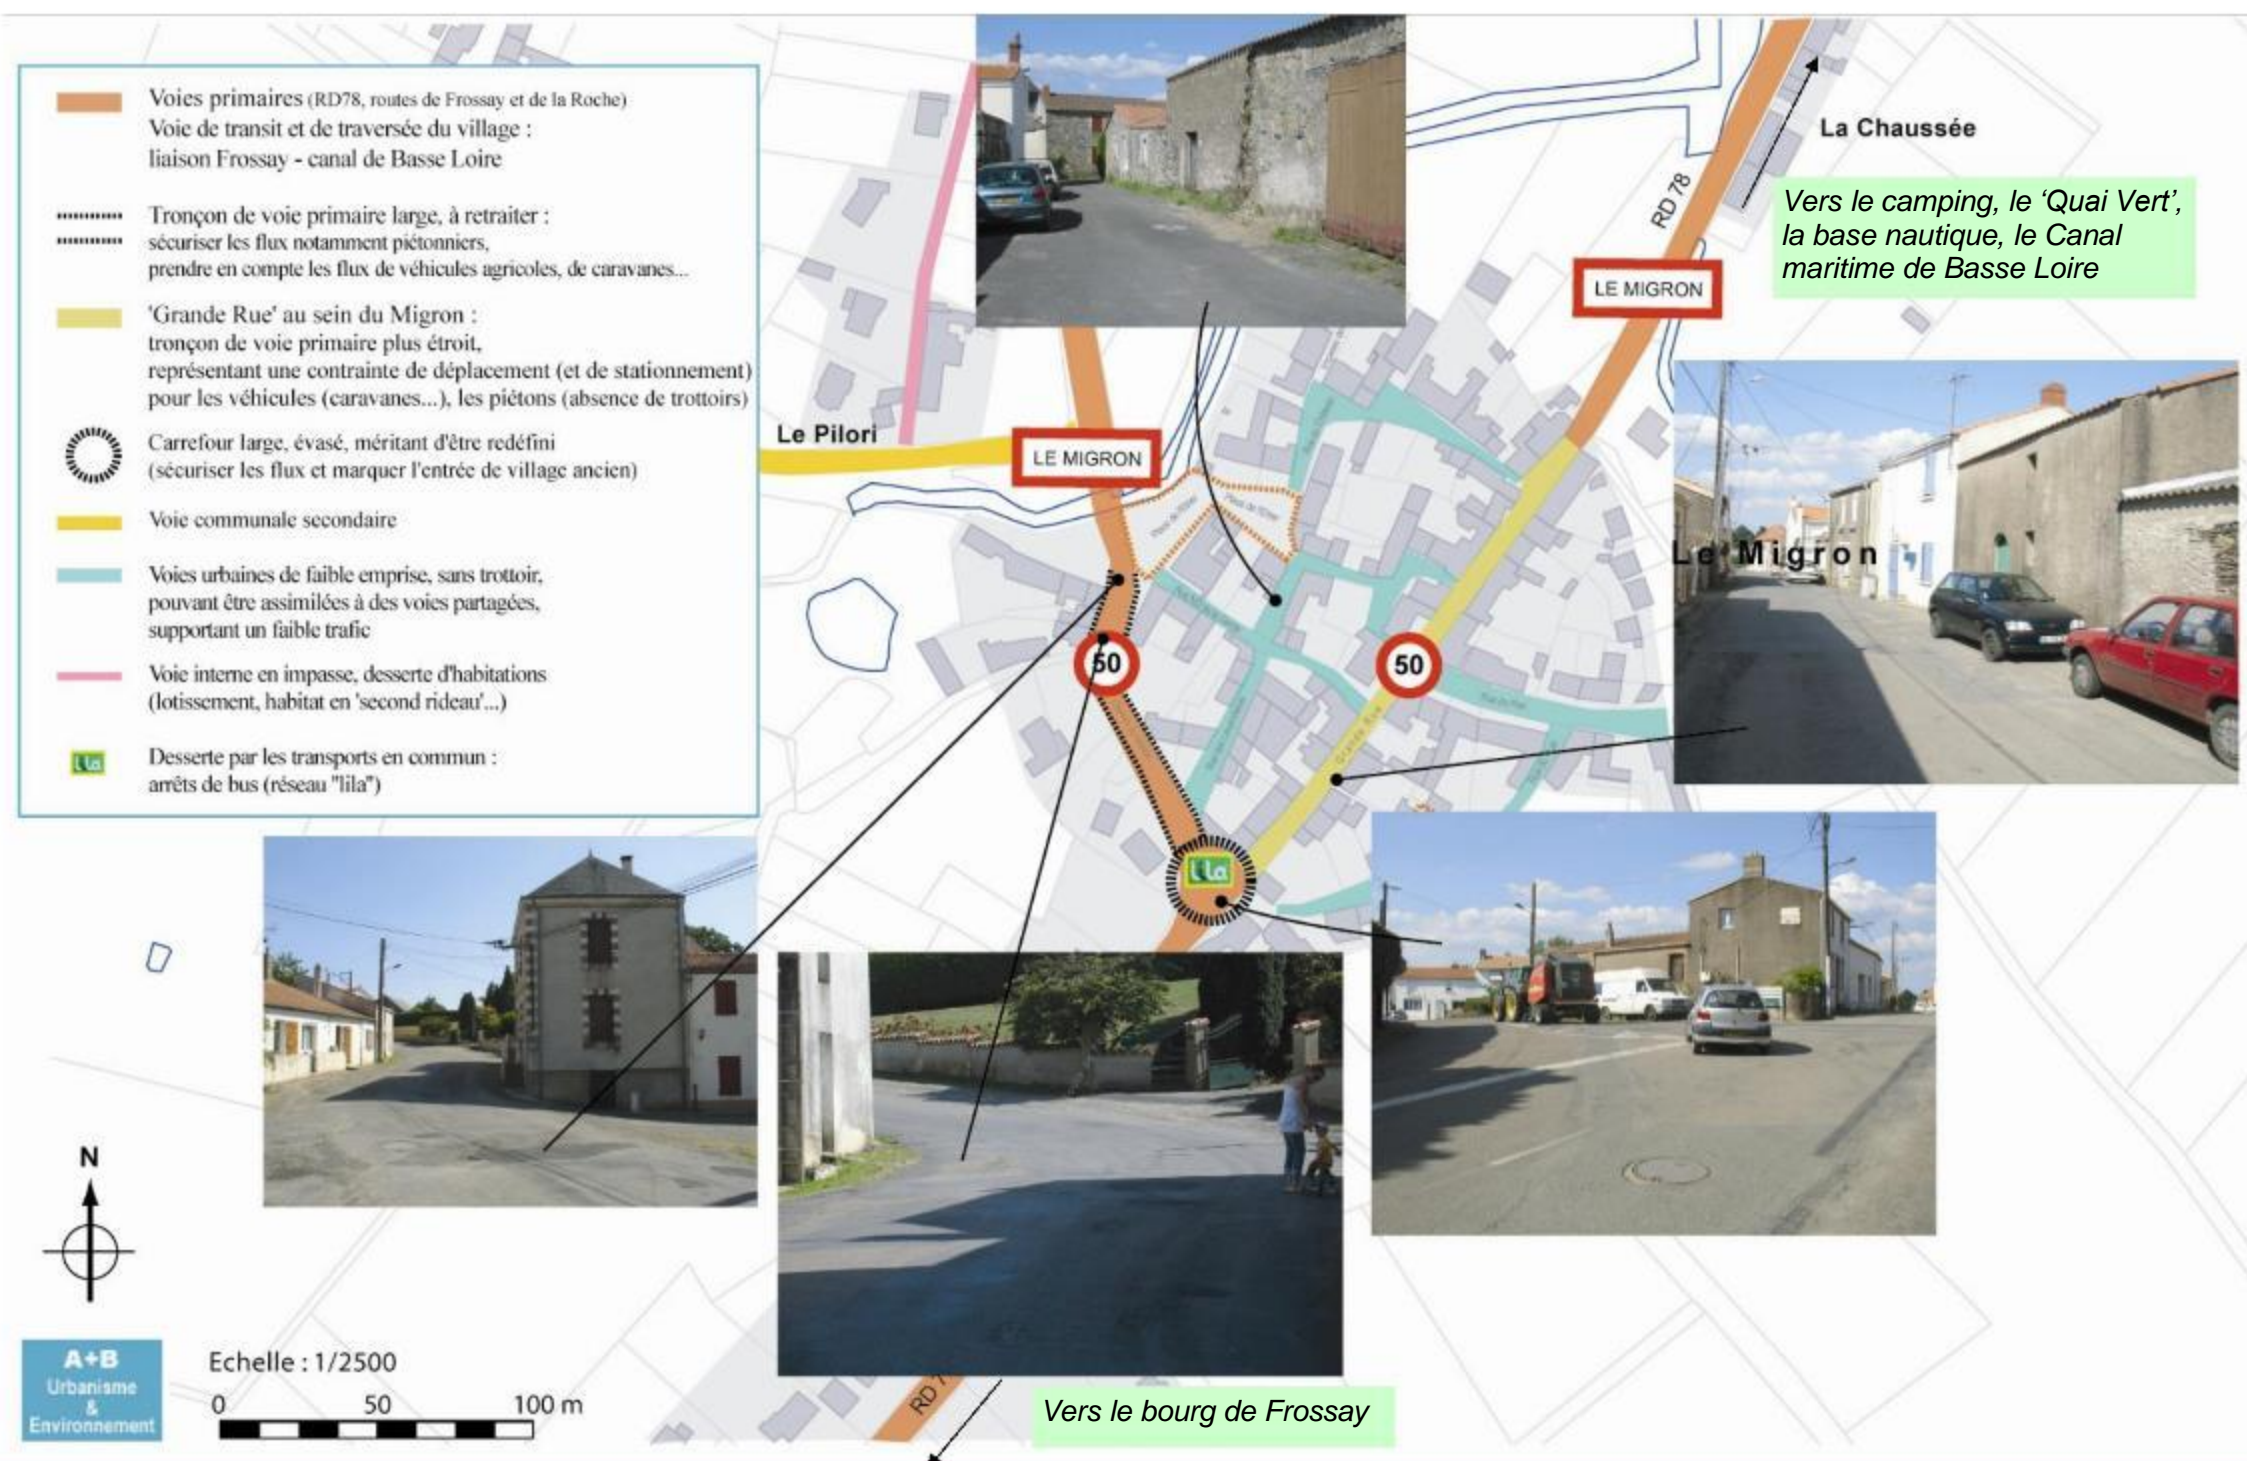 Voies primaires (RD78, routes de Frossay et de la Roche)
Voie de transit et de traversée du village :
liaison Frossay - canal de Basse Loire
Tronçon de voie primaire large, à retraiter :
sécuriser les flux notamment piétonniers,
prendre en compte les flux de véhicules agricoles, de caravanes...
'Grande Rue' au sein du Migron :
tronçon de voie primaire plus étroit,
représentant une contrainte de déplacement (et de stationnement)
pour les véhicules (caravanes...), les piétons (absence de trottoirs)
Carrefour large, évasé, méritant d'être redéfini
(sécuriser les flux et marquer l'entrée de village ancien)
Voie communale secondaire
Voies urbaines de faible emprise, sans trottoir,
pouvant être assimilées à des voies partagées,
supportant un faible trafic
Voie interne en impasse, desserte d'habitations
(lotissement, habitat en 'second rideau'...)
lila
Desserte par les transports en commun :
arrêts de bus (réseau "lila")
La Chaussée
RD 78
Vers le camping, le 'Quai Vert',
la base nautique, le Canal
maritime de Basse Loire
LE MIGRON
Le Pilori
LE MIGRON
Le Migron
50
50
Grande Rue
lila
N
A+B
Urbanisme
&
Environnement
Echelle : 1/2500
0 50 100 m
RD 7
Vers le bourg de Frossay